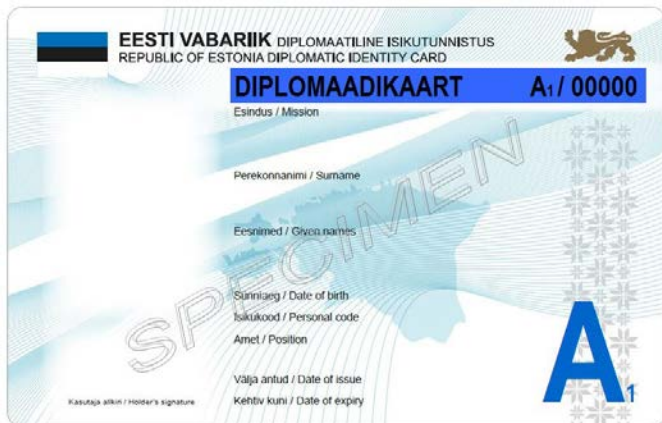 EESTI VABARIIK DIPLOMAATILINE ISIKUTUNNISTUS
REPUBLIC OF ESTONIA DIPLOMATIC IDENTITY CARD
DIPLOMAADIKAART A1 / 00000
Esindus / Mission
Perekonnanimi / Surname
Eesnimed / Given names
SPECIMEN
Sünniaeg / Date of birth
Isikukood / Personal code
Amet / Position
Välja antud / Date of issue
Kehtiv kuni / Date of expiry
Kasutaja allkiri / Holder's signature
A1